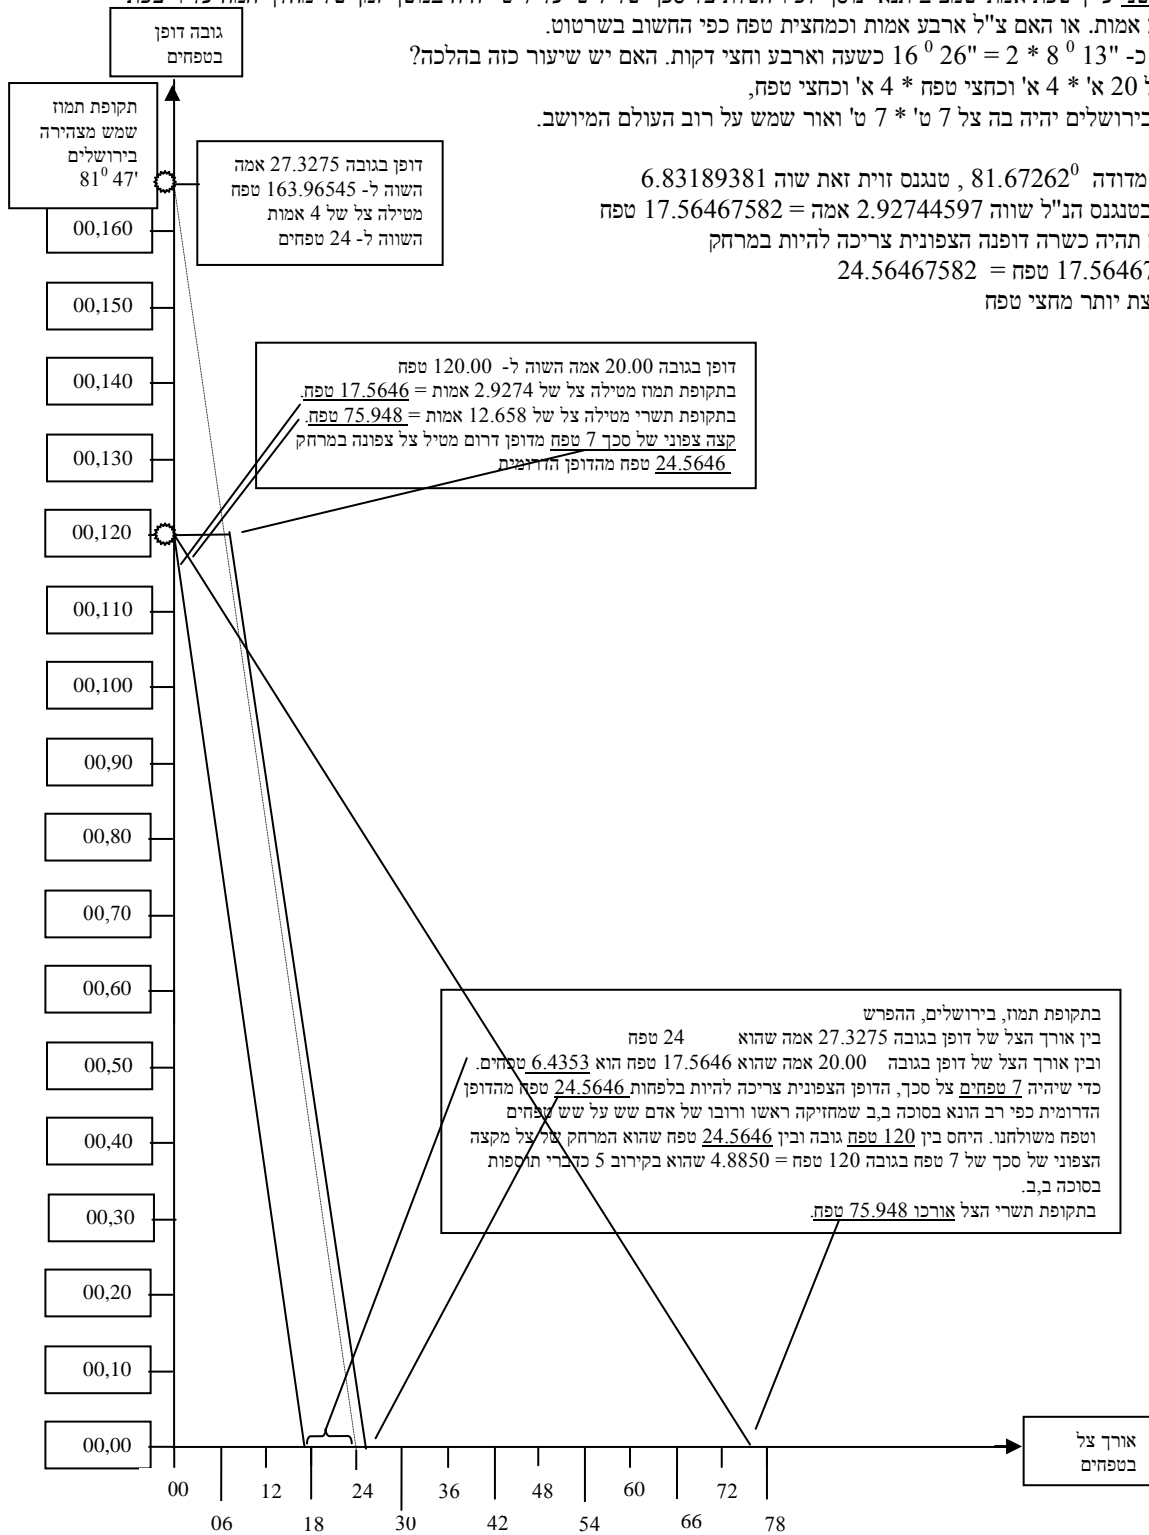 אמות. או האם צ"ל ארבע אמות וכמחצית טפח כפי החשוב בשרטוט.
כ- "13 ⁰ 8 * 2 = "26 ⁰ 16 כשעה וארבע וחצי דקות. האם יש שיעור כזה בהלכה?
20 א' * 4 א' וכחצי טפח * 4 א' וכחצי טפח,
בירושלים יהיה בה צל 7 ט' * 7 ט' ואור שמש על רוב העולם המיושב.
מדודה 81.67262⁰ , טנגנס זוית זאת שוה 6.83189381
בטנגנס הנ"ל שווה 2.92744597 אמה = 17.56467582 טפח
תהיה כשרה דופנה הצפונית צריכה להיות במרחק
טפח = 24.56467582
יותר מחצי טפח
גובה דופן
בטפחים
תקופת תמוז
שמש מצהירה
בירושלים
81⁰ 47'
דופן בגובה 27.3275 אמה
השוה ל- 163.96545 טפח
מטילה צל של 4 אמות
השווה ל- 24 טפחים
00,160
00,150
00,140
דופן בגובה 20.00 אמה השוה ל- 120.00 טפח
בתקופת תמוז מטילה צל של 2.9274 אמות = 17.5646 טפח.
בתקופת תשרי מטילה צל של 12.658 אמות = 75.948 טפח.
קצה צפוני של סכך 7 טפח מדופן דרום מטיל צל צפונה במרחק
24.5646 טפח מהדופן הדרומית
00,130
00,120
00,110
00,100
00,90
00,80
00,70
00,60
00,50
00,40
00,30
00,20
00,10
00,00
בתקופת תמוז, בירושלים, ההפרש
בין אורך הצל של דופן בגובה 27.3275 אמה שהוא 24 טפח
ובין אורך הצל של דופן בגובה 20.00 אמה שהוא 17.5646 טפח הוא 6.4353 טפחים.
כדי שיהיה 7 טפחים צל סכך, הדופן הצפונית צריכה להיות בלפחות 24.5646 טפח מהדופן
הדרומית כפי רב הונא בסוכה ב,ב שמחזיקה ראשו ורובו של אדם שש על שש טפחים
וטפח משולחנו. היחס בין 120 טפח גובה ובין 24.5646 טפח שהוא המרחק של צל מקצה
הצפוני של סכך של 7 טפח בגובה 120 טפח = 4.8850 שהוא בקירוב 5 כדברי תוספות
בסוכה ב,ב.
בתקופת תשרי הצל אורכו 75.948 טפח.
אורך צל
בטפחים
00 12 24 36 48 60 72
06 18 30 42 54 66 78